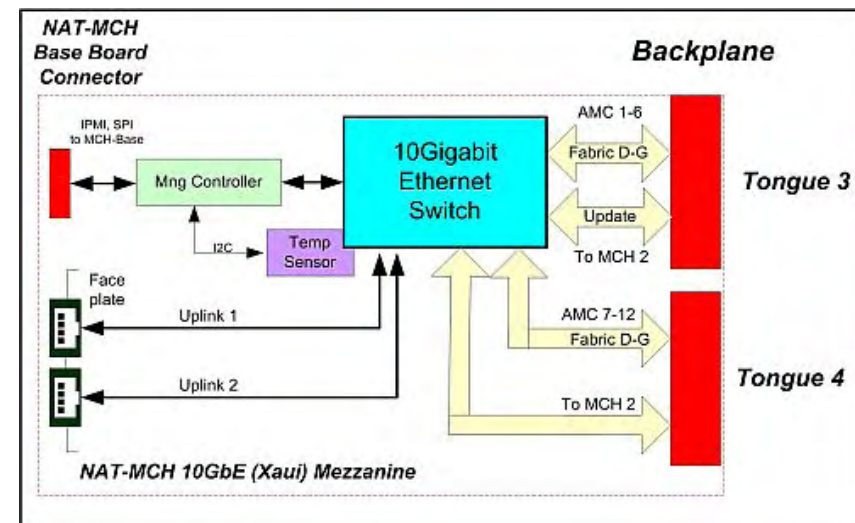 NAT-MCH
Base Board
Connector
Backplane
IPMI, SPI
to MCH-Base
Mng Controller
10Gigabit
Ethernet
Switch
AMC 1-6
Fabric D-G
Tongue 3
Update
I2C
Temp
Sensor
To MCH 2
Face
plate
Uplink 1
AMC 7-12
Fabric D-G
Uplink 2
Tongue 4
To MCH 2
NAT-MCH 10GbE (Xaui) Mezzanine